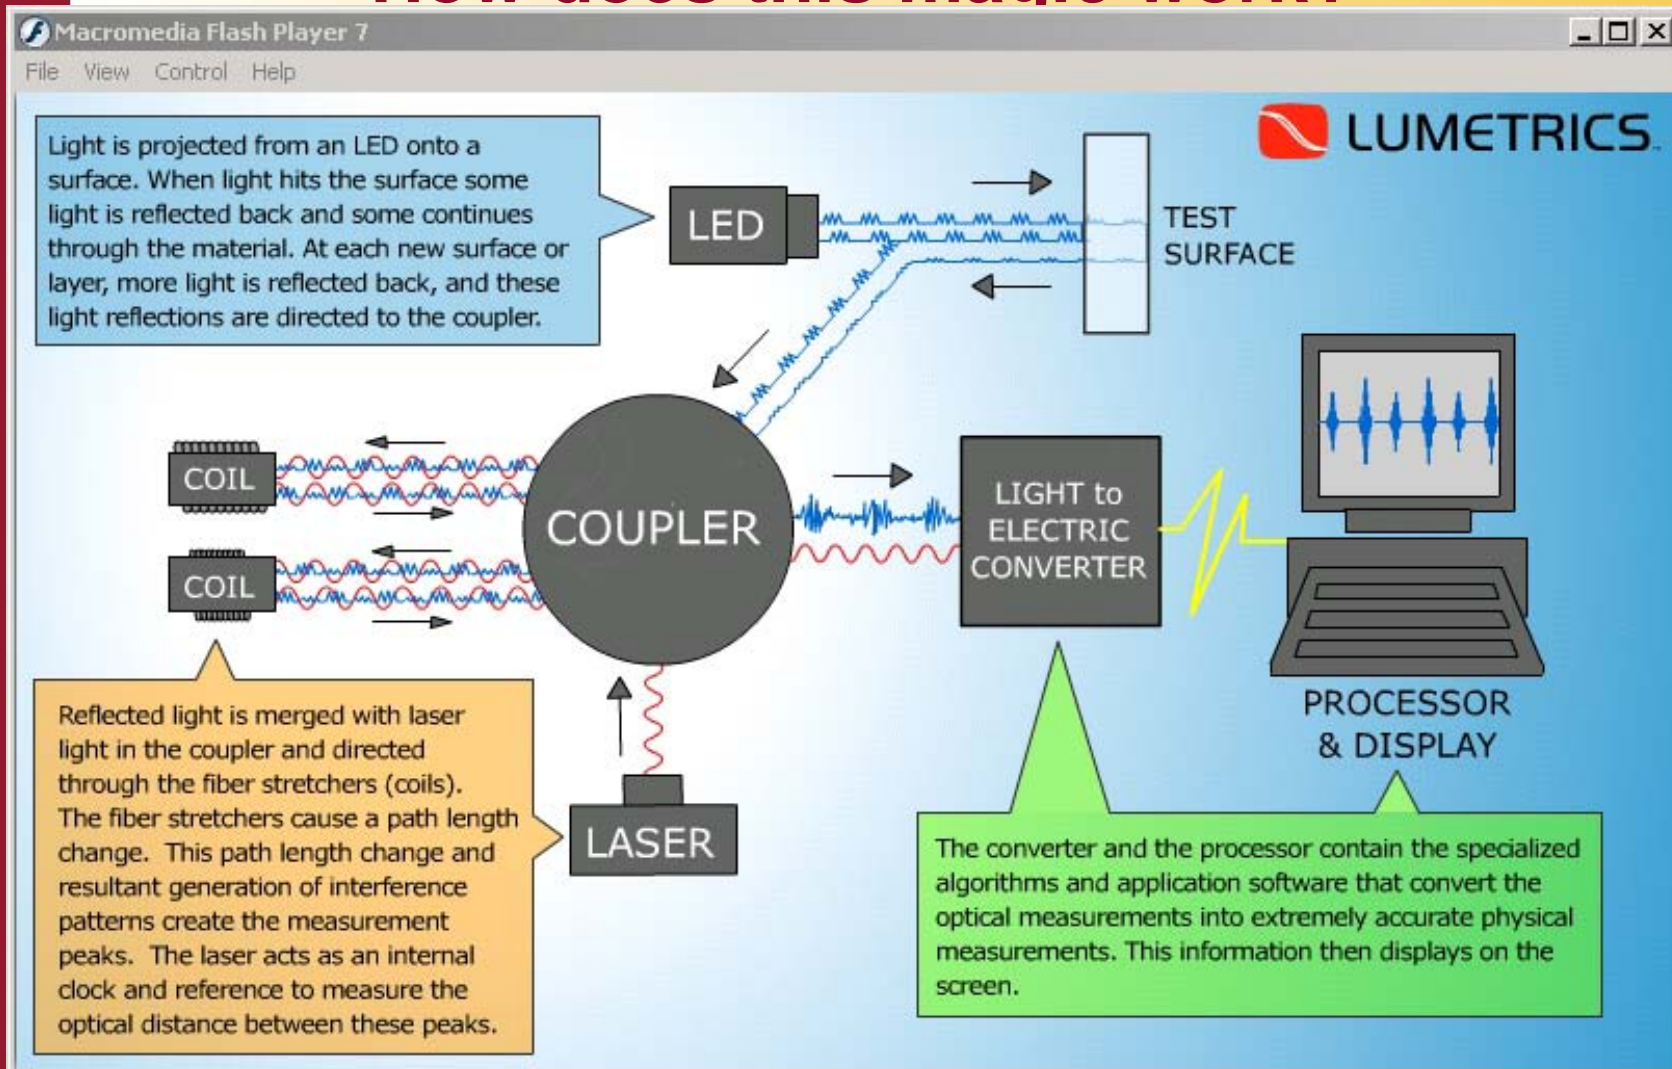 How does this magic work?
Macromedia Flash Player 7
File View Control Help
Light is projected from an LED onto a
surface. When light hits the surface some
light is reflected back and some continues
through the material. At each new surface or
layer, more light is reflected back, and these
light reflections are directed to the coupler.
LUMETRICS
LED
TEST
SURFACE
COIL
COIL
COUPLER
LIGHT to
ELECTRIC
CONVERTER
PROCESSOR
& DISPLAY
LASER
Reflected light is merged with laser
light in the coupler and directed
through the fiber stretchers (coils).
The fiber stretchers cause a path length
change. This path length change and
resultant generation of interference
patterns create the measurement
peaks. The laser acts as an internal
clock and reference to measure the
optical distance between these peaks.
The converter and the processor contain the specialized
algorithms and application software that convert the
optical measurements into extremely accurate physical
measurements. This information then displays on the
screen.